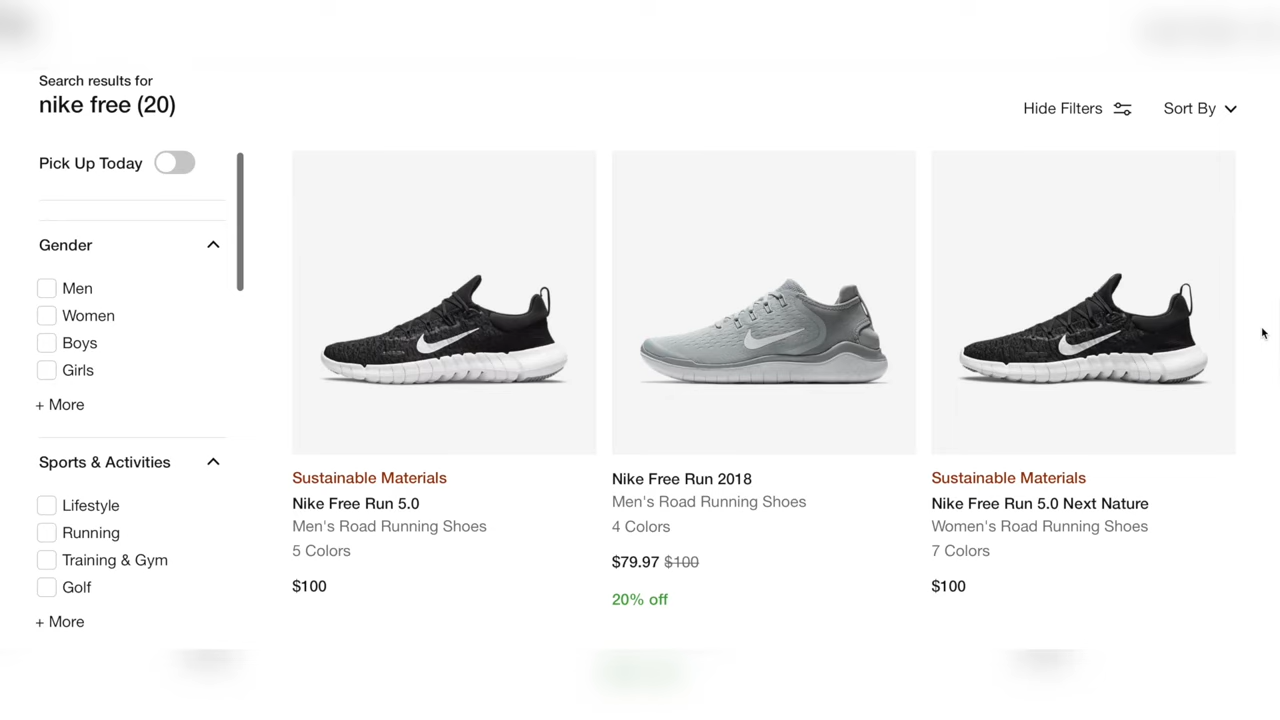 Search results for
nike free (20)
Hide Filters
Sort By
Pick Up Today
Gender
Men
Women
Boys
Girls
+ More
Sports & Activities
Lifestyle
Running
Training & Gym
Golf
+ More
Sustainable Materials
Nike Free Run 5.0
Men's Road Running Shoes
5 Colors
$100
Nike Free Run 2018
Men's Road Running Shoes
4 Colors
$79.97 $100
20% off
Sustainable Materials
Nike Free Run 5.0 Next Nature
Women's Road Running Shoes
7 Colors
$100